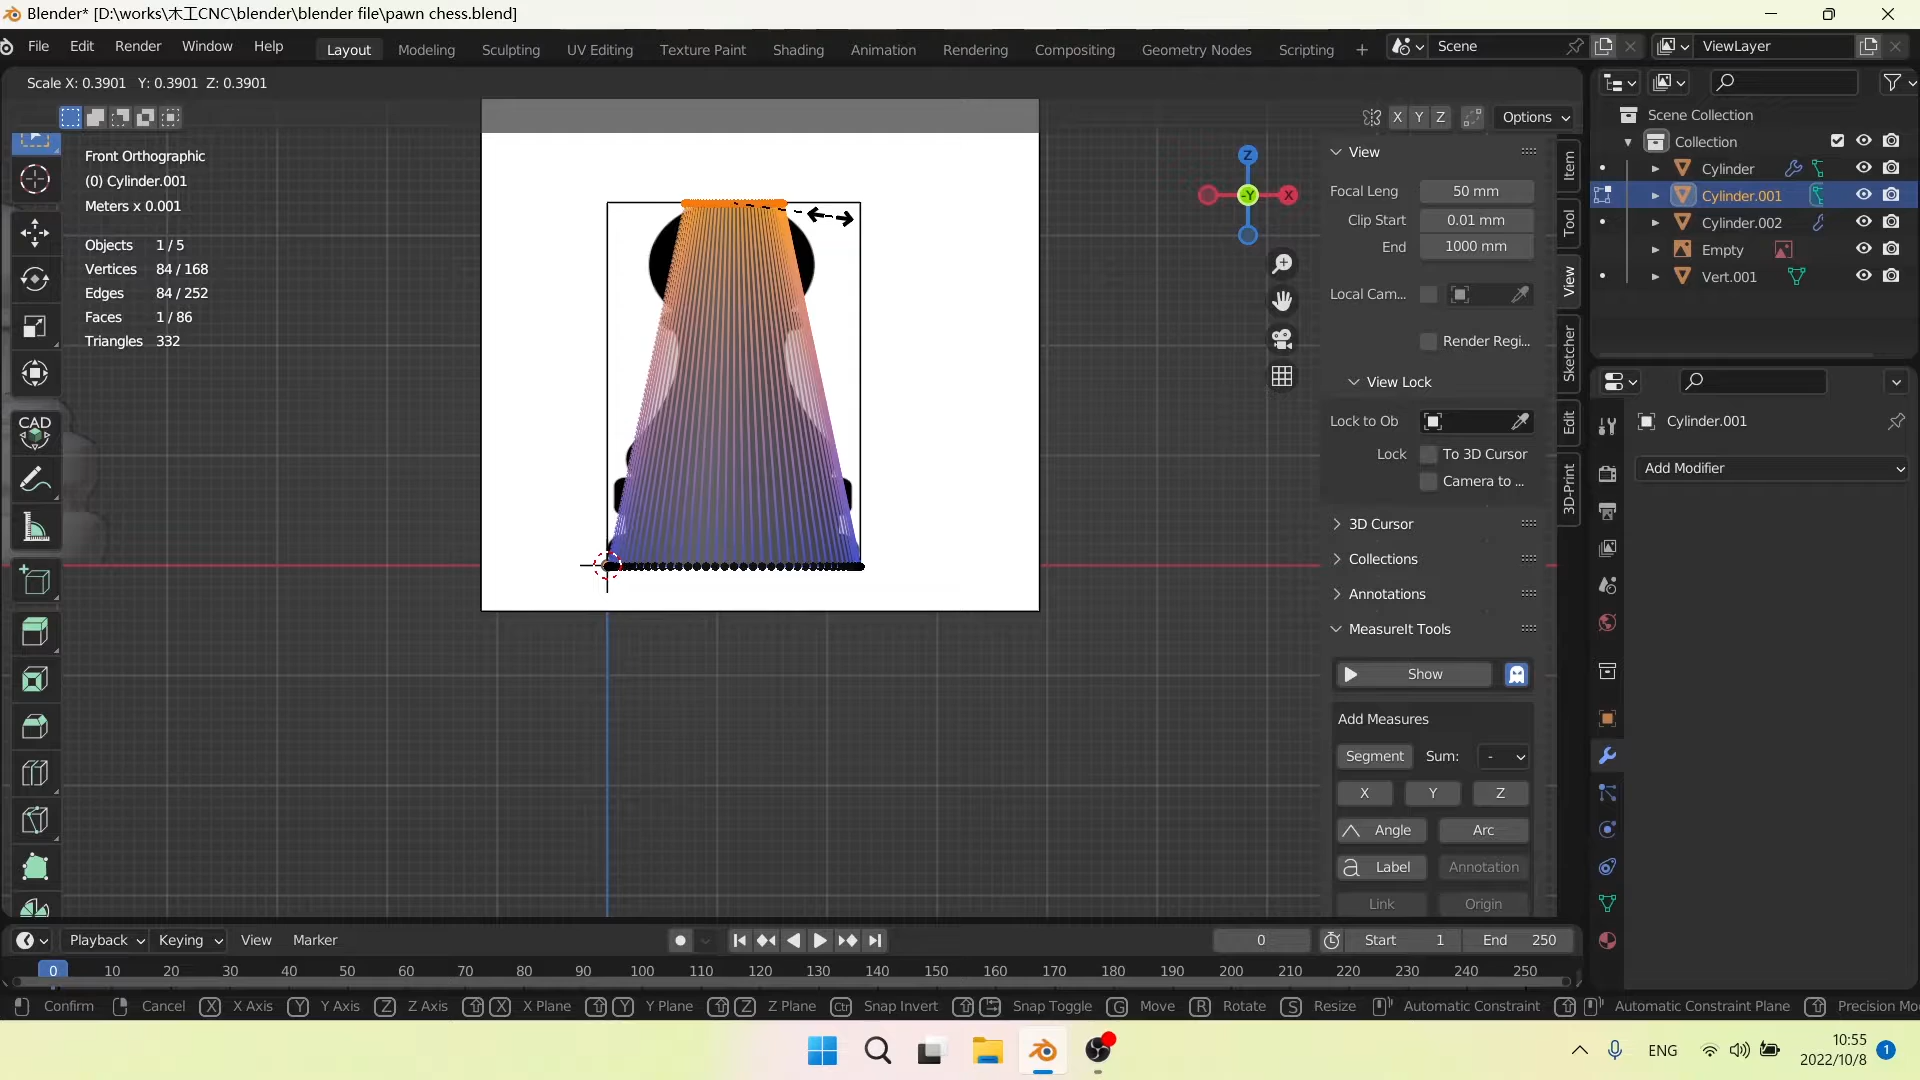 Blender* [D:\works\木工CNC\blender\blender file\pawn chess.blend]
File Edit Render Window Help Layout Modeling Sculpting UV Editing Texture Paint Shading Animation Rendering Compositing Geometry Nodes Scripting + Scene ViewLayer
Scale X: 0.3901 Y: 0.3901 Z: 0.3901
X Y Z Options
Front Orthographic
(0) Cylinder.001
Meters x 0.001
Objects 1 / 5
Vertices 84 / 168
Edges 84 / 252
Faces 1 / 86
Triangles 332
CAD
Z
-Y
X
View
Focal Leng 50 mm
Clip Start 0.01 mm
End 1000 mm
Local Cam...
Render Regi...
View Lock
Lock to Ob
Lock To 3D Cursor
Camera to ...
3D Cursor
Collections
Annotations
MeasureIt Tools
Show
Add Measures
Segment Sum: -
X Y Z
Angle Arc
a Label Annotation
Link Origin
Item
Tool
View
Sketcher
Edit
3D-Print
Scene Collection
Collection
Cylinder
Cylinder.001
Cylinder.002
Empty
Vert.001
Cylinder.001
Add Modifier
Playback Keying View Marker 0 Start 1 End 250
0 10 20 30 40 50 60 70 80 90 100 110 120 130 140 150 160 170 180 190 200 210 220 230 240 250
Confirm Cancel X X Axis Y Y Axis Z Z Axis X X Plane Y Y Plane Z Z Plane Ctrl Snap Invert Snap Toggle G Move R Rotate S Resize Automatic Constraint Automatic Constraint Plane Precision Mo
ENG
10:55
2022/10/8
1